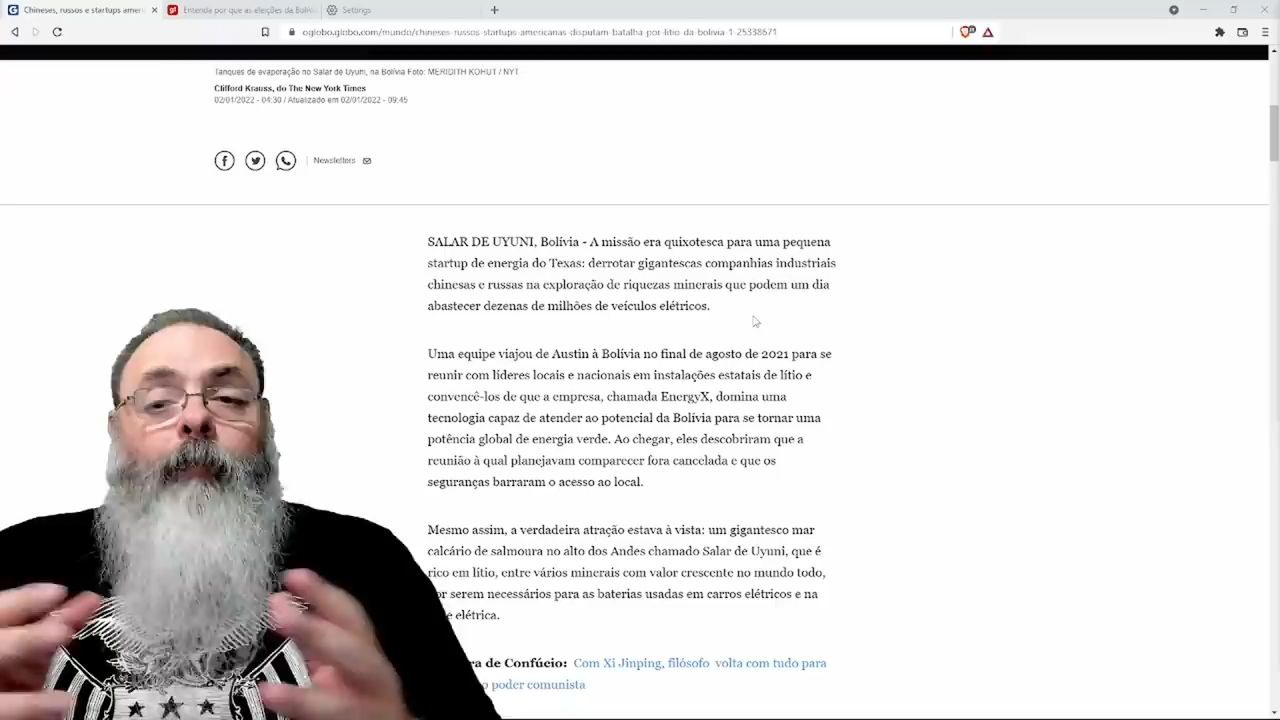 Chineses, russos e startups amer
Entenda por que as eleições da Bolív
Settings
oglobo.globo.com/mundo/chineses-russos-startups-americanas-disputam-batalha-por-litio-da-bolivia-1-25338671
Tanques de evaporação no Salar de Uyuni, na Bolívia Foto: MERIDITH KOHUT / NYT
Clifford Krauss, do The New York Times
02/01/2022 - 04:30 / Atualizado em 02/01/2022 - 09:45
Newsletters
SALAR DE UYUNI, Bolívia - A missão era quixotesca para uma pequena
startup de energia do Texas: derrotar gigantescas companhias industriais
chinesas e russas na exploração de riquezas minerais que podem um dia
abastecer dezenas de milhões de veículos elétricos.
Uma equipe viajou de Austin à Bolívia no final de agosto de 2021 para se
reunir com líderes locais e nacionais em instalações estatais de lítio e
convencê-los de que a empresa, chamada EnergyX, domina uma
tecnologia capaz de atender ao potencial da Bolívia para se tornar uma
potência global de energia verde. Ao chegar, eles descobriram que a
reunião à qual planejavam comparecer fora cancelada e que os
seguranças barraram o acesso ao local.
Mesmo assim, a verdadeira atração estava à vista: um gigantesco mar
calcário de salmoura no alto dos Andes chamado Salar de Uyuni, que é
rico em lítio, entre vários minerais com valor crescente no mundo todo,
or serem necessários para as baterias usadas em carros elétricos e na
e elétrica.
ra de Confúcio: Com Xi Jinping, filósofo volta com tudo para
o poder comunista